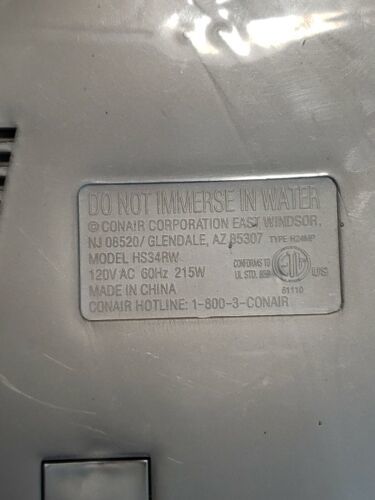 DO NOT IMMERSE IN WATER
© CONAIR CORPORATION EAST WINDSOR,
NJ 08520/ GLENDALE, AZ 85307 TYPE HS4MP
MODEL HS34RW CONFORMS TO
120V AC 60Hz 215W UL STD. 859
MADE IN CHINA 61110
CONAIR HOTLINE: 1-800-3-CONAIR